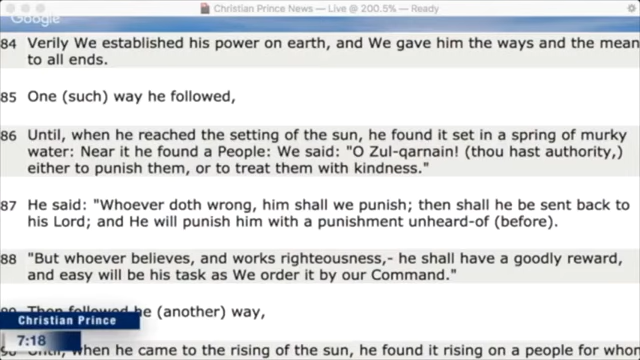 Christian Prince News — Live @ 200.5% — Ready
Google
84 Verily We established his power on earth, and We gave him the ways and the mean
to all ends.
85 One (such) way he followed,
86 Until, when he reached the setting of the sun, he found it set in a spring of murky
water: Near it he found a People: We said: "O Zul-qarnain! (thou hast authority,)
either to punish them, or to treat them with kindness."
87 He said: "Whoever doth wrong, him shall we punish; then shall he be sent back to
his Lord; and He will punish him with a punishment unheard-of (before).
88 "But whoever believes, and works righteousness,- he shall have a goodly reward,
and easy will be his task as We order it by our Command."
Then followed he (another) way,
Christian Prince
7:18
when he came to the rising of the sun, he found it rising on a people for whom